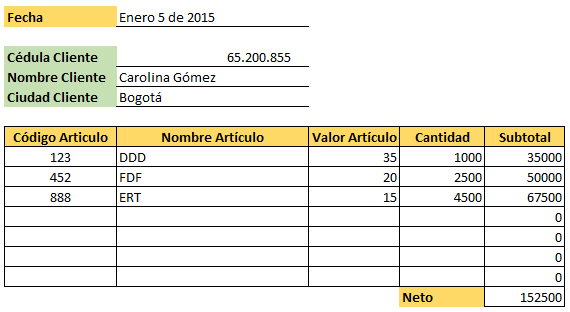 Fecha Enero 5 de 2015
Cédula Cliente 65.200.855
Nombre Cliente Carolina Gómez
Ciudad Cliente Bogotá
Código Articulo Nombre Artículo Valor Artículo Cantidad Subtotal
123 DDD 35 1000 35000
452 FDF 20 2500 50000
888 ERT 15 4500 67500
0
0
0
0
Neto 152500